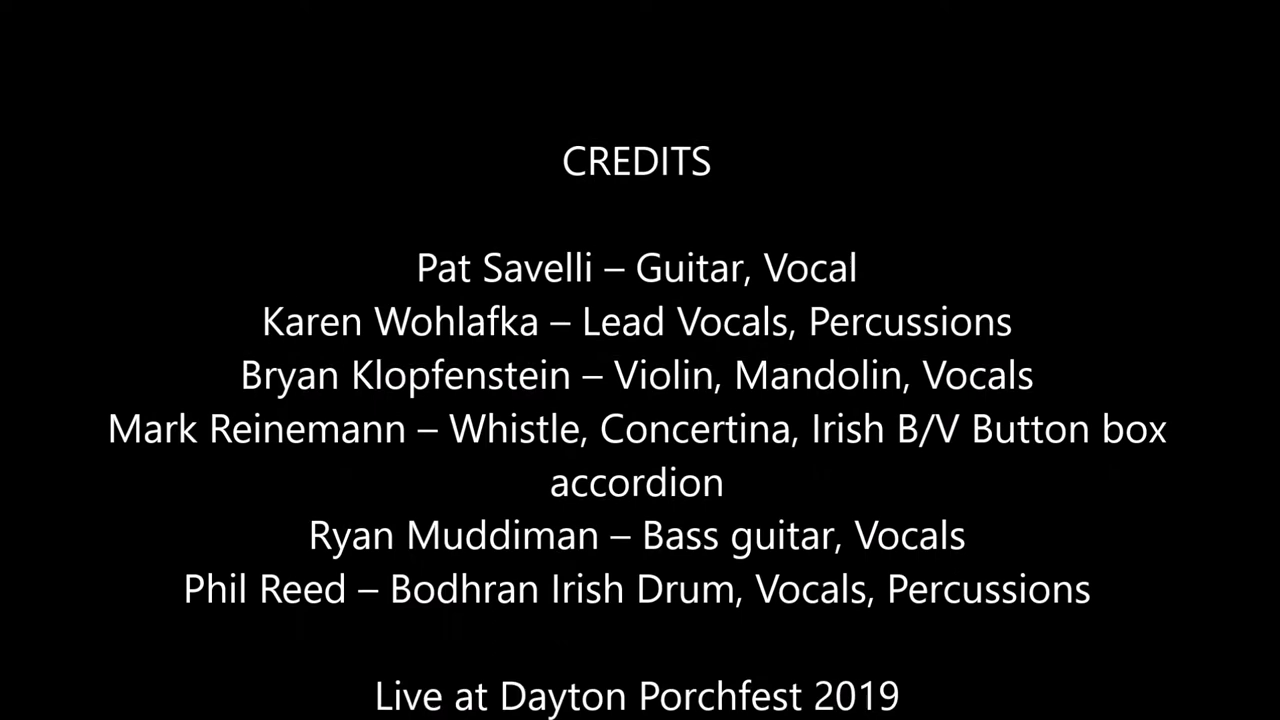 CREDITS
Pat Savelli – Guitar, Vocal
Karen Wohlafka – Lead Vocals, Percussions
Bryan Klopfenstein – Violin, Mandolin, Vocals
Mark Reinemann – Whistle, Concertina, Irish B/V Button box
accordion
Ryan Muddiman – Bass guitar, Vocals
Phil Reed – Bodhran Irish Drum, Vocals, Percussions
Live at Dayton Porchfest 2019